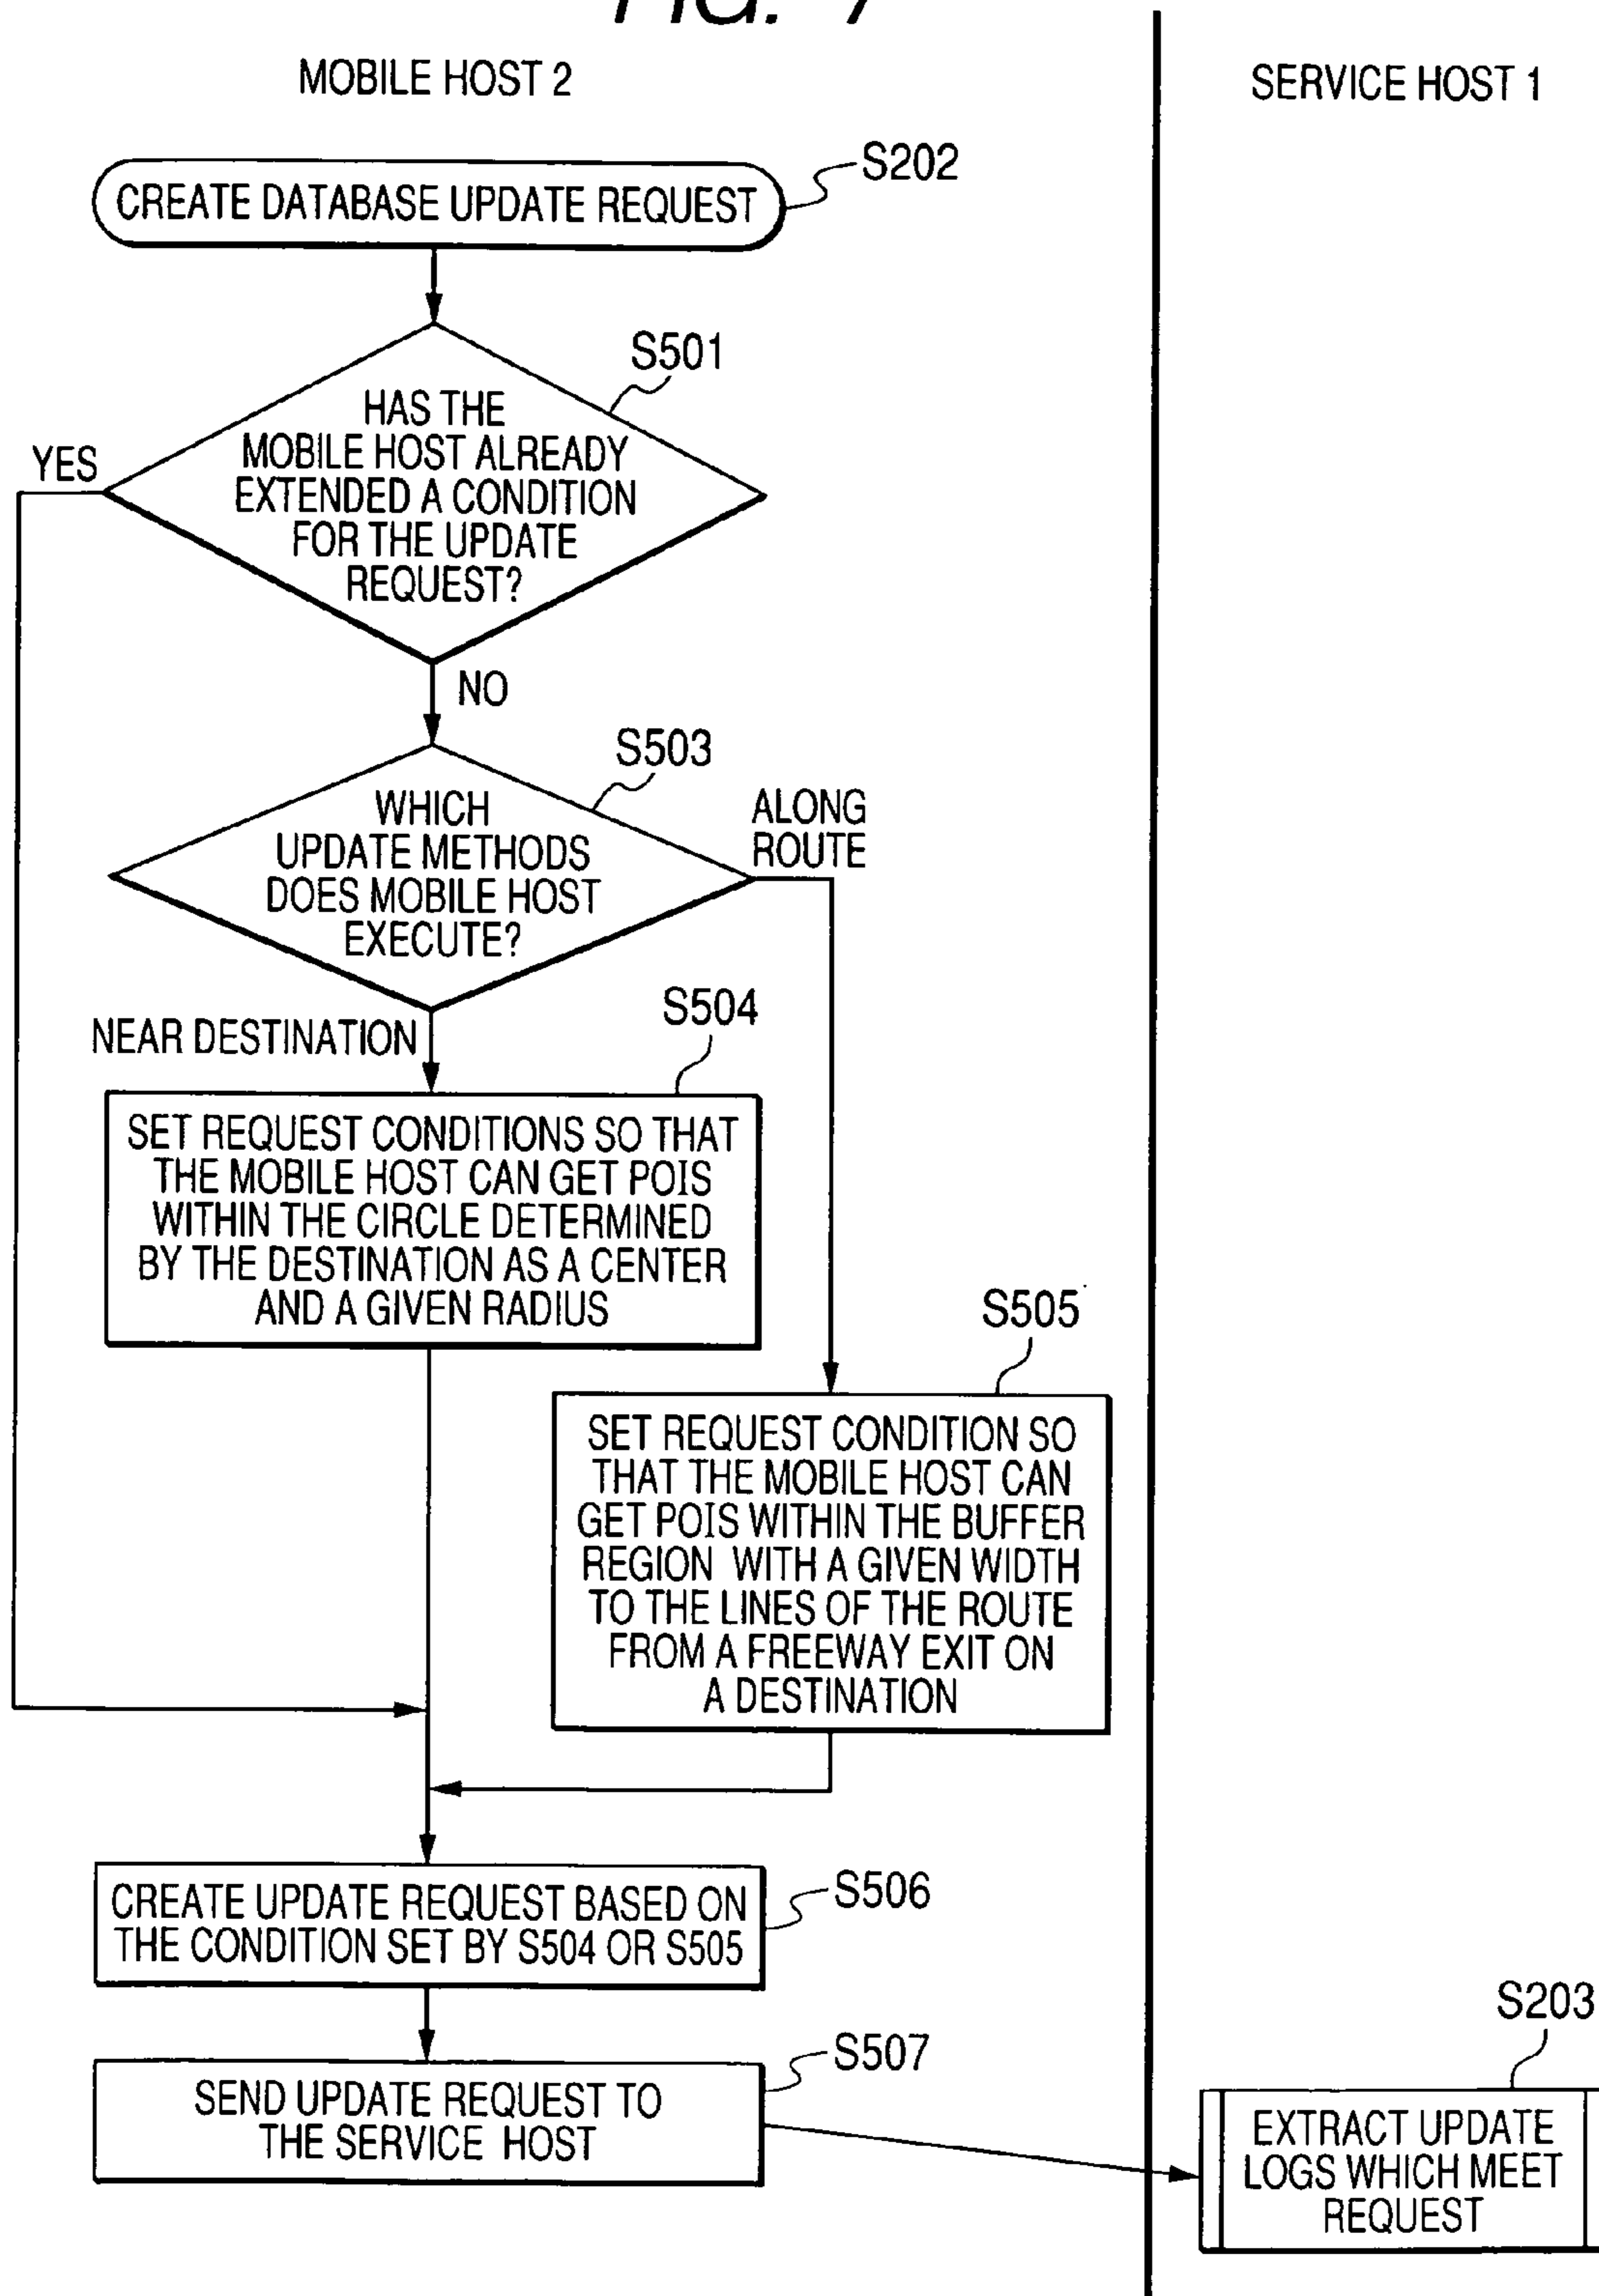 FIG. 7
MOBILE HOST 2
SERVICE HOST 1
S202
CREATE DATABASE UPDATE REQUEST
S501
HAS THE
MOBILE HOST ALREADY
EXTENDED A CONDITION
FOR THE UPDATE
REQUEST?
YES
NO
S503
WHICH
UPDATE METHODS
DOES MOBILE HOST
EXECUTE?
ALONG
ROUTE
NEAR DESTINATION
S504
SET REQUEST CONDITIONS SO THAT
THE MOBILE HOST CAN GET POIS
WITHIN THE CIRCLE DETERMINED
BY THE DESTINATION AS A CENTER
AND A GIVEN RADIUS
S505
SET REQUEST CONDITION SO
THAT THE MOBILE HOST CAN
GET POIS WITHIN THE BUFFER
REGION WITH A GIVEN WIDTH
TO THE LINES OF THE ROUTE
FROM A FREEWAY EXIT ON
A DESTINATION
S506
CREATE UPDATE REQUEST BASED ON
THE CONDITION SET BY S504 OR S505
S507
SEND UPDATE REQUEST TO
THE SERVICE HOST
S203
EXTRACT UPDATE
LOGS WHICH MEET
REQUEST